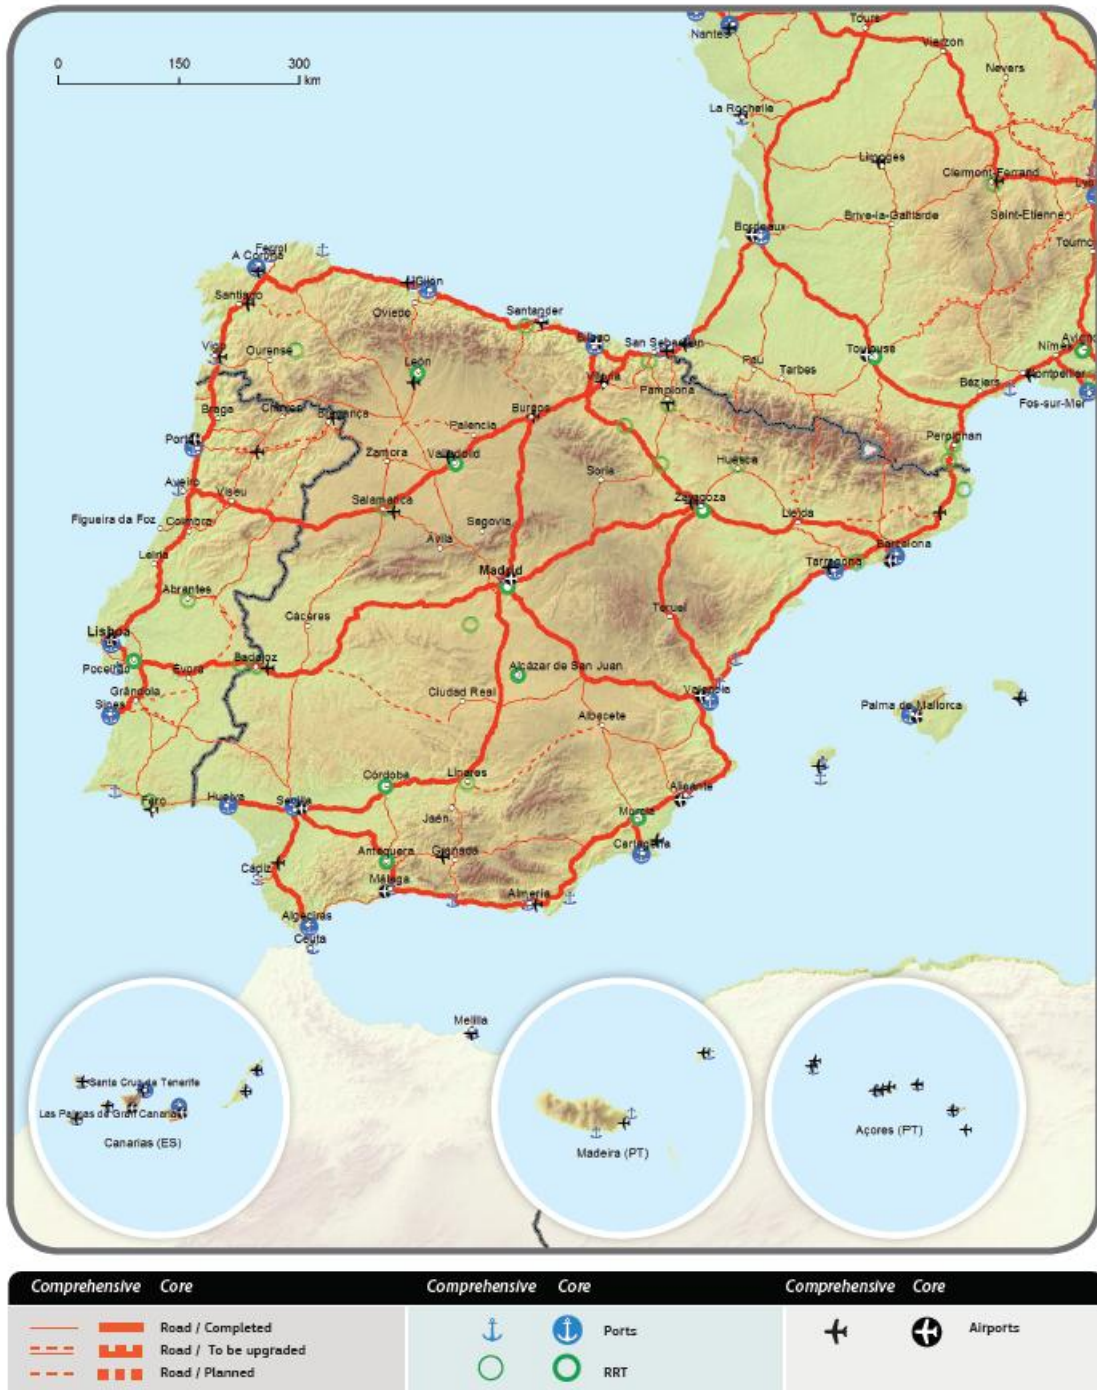 0 150 300
km
Nantes
Tours
Vierzon
Nevers
La Rochelle
Limoges
Clermont-Ferrand
Brive-la-Gaillarde
Saint-Etienne
Bordeaux
Ferrol
A Coruna
Santiago
Gijón
Oviedo
Santander
Bilbao
San Sebastián
Vigo
Ourense
León
Vitoria
Pamplona
Pau
Tarbes
Toulouse
Nimes
Montpellier
Béziers
Fos-sur-Mer
Braga
Chaves
Bragança
Burgos
Palencia
Perpignan
Porto
Zamora
Valladolid
Soria
Huesca
Aveiro
Viseu
Salamanca
Zaragoza
Lleida
Figueira da Foz
Coimbra
Segovia
Ávila
Barcelona
Leiria
Madrid
Tarragona
Abrantes
Cáceres
Teruel
Lisboa
Poceirão
Évora
Badajoz
Alcázar de San Juan
Grândola
Sines
Ciudad Real
Valencia
Albacete
Palma de Mallorca
Córdoba
Linares
Alicante
Faro
Huelva
Sevilla
Jaén
Murcia
Cartagena
Antequera
Granada
Cádiz
Málaga
Almería
Algeciras
Ceuta
Melilla
Santa Cruz de Tenerife
Las Palmas de Gran Canaria
Canarias (ES)
Madeira (PT)
Açores (PT)
Comprehensive Core Comprehensive Core Comprehensive Core
Road / Completed Ports Airports
Road / To be upgraded
Road / Planned RRT